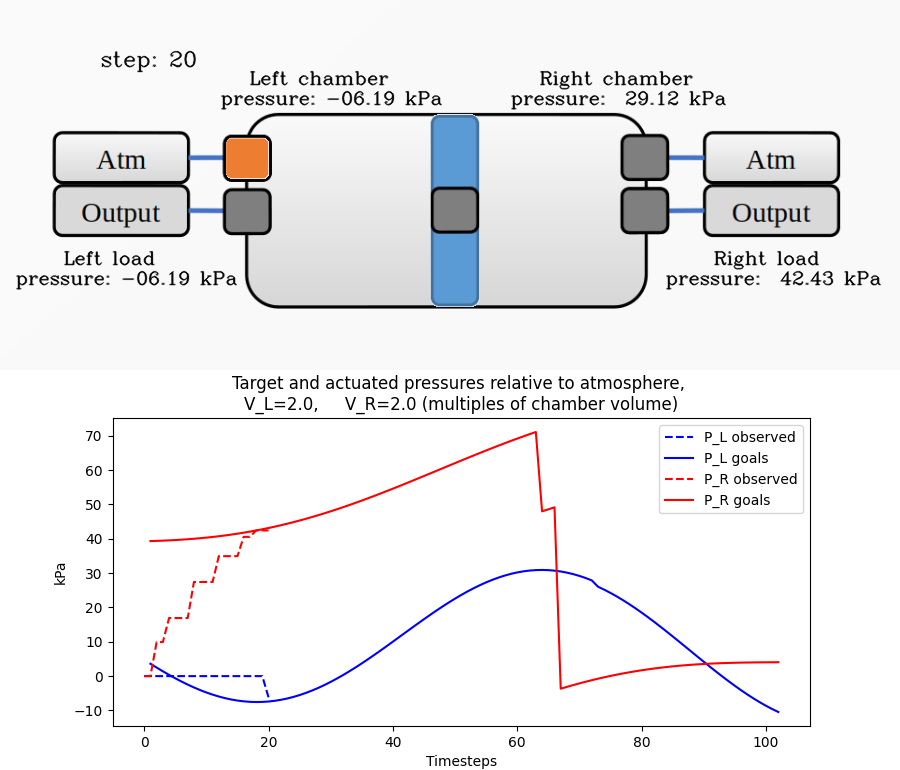 step: 20
Left chamber
pressure: -06.19 kPa
Right chamber
pressure: 29.12 kPa
Atm
Output
Atm
Output
Left load
pressure: -06.19 kPa
Right load
pressure: 42.43 kPa
Target and actuated pressures relative to atmosphere,
V_L=2.0, V_R=2.0 (multiples of chamber volume)
P_L observed
P_L goals
P_R observed
P_R goals
kPa
70
60
50
40
30
20
10
0
−10
0 20 40 60 80 100
Timesteps